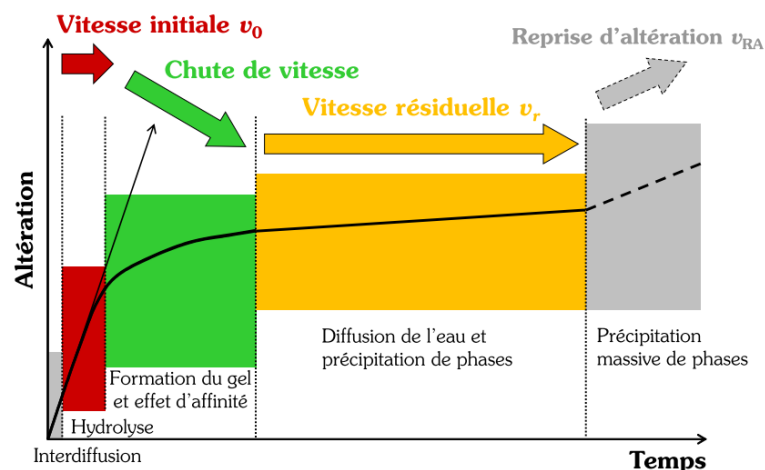 Vitesse initiale v0
Reprise d'altération vRA
Chute de vitesse
Vitesse résiduelle vr
Altération
Diffusion de l'eau et
précipitation de phases
Précipitation
massive de phases
Formation du gel
et effet d'affinité
Hydrolyse
Interdiffusion
Temps